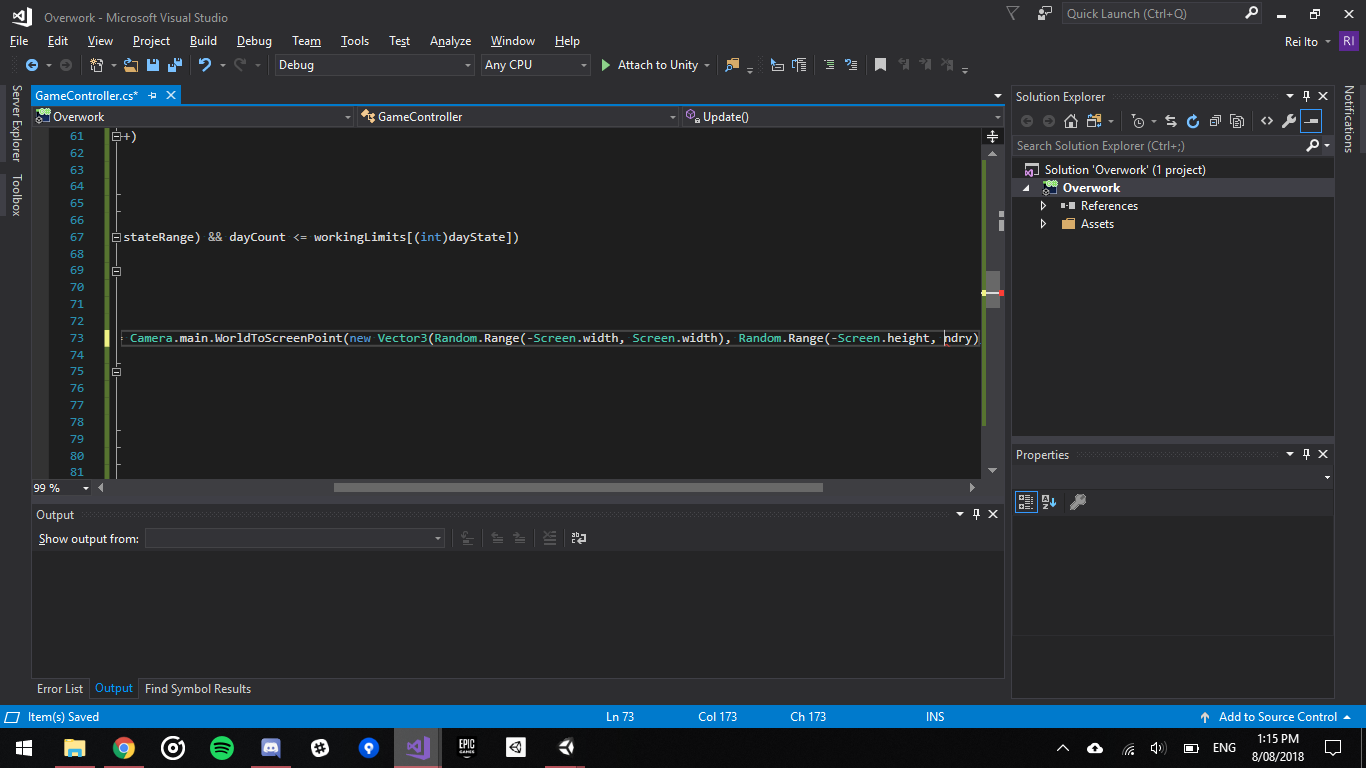 Overwork - Microsoft Visual Studio
Quick Launch (Ctrl+Q)
File Edit View Project Build Debug Team Tools Test Analyze Window Help
Rei Ito RI
Debug Any CPU Attach to Unity
Server Explorer
Toolbox
Notifications
GameController.cs*
Overwork GameController Update()
61 +)
62
63
64
65
66
67 stateRange) && dayCount <= workingLimits[(int)dayState])
68
69
70
71
72
73 = Camera.main.WorldToScreenPoint(new Vector3(Random.Range(-Screen.width, Screen.width), Random.Range(-Screen.height, ndry)
74
75
76
77
78
79
80
81
99 %
Output
Show output from:
Error List Output Find Symbol Results
Solution Explorer
Search Solution Explorer (Ctrl+;)
Solution 'Overwork' (1 project)
Overwork
References
Assets
Properties
Item(s) Saved Ln 73 Col 173 Ch 173 INS Add to Source Control
EPIC GAMES
ENG
1:15 PM
8/08/2018